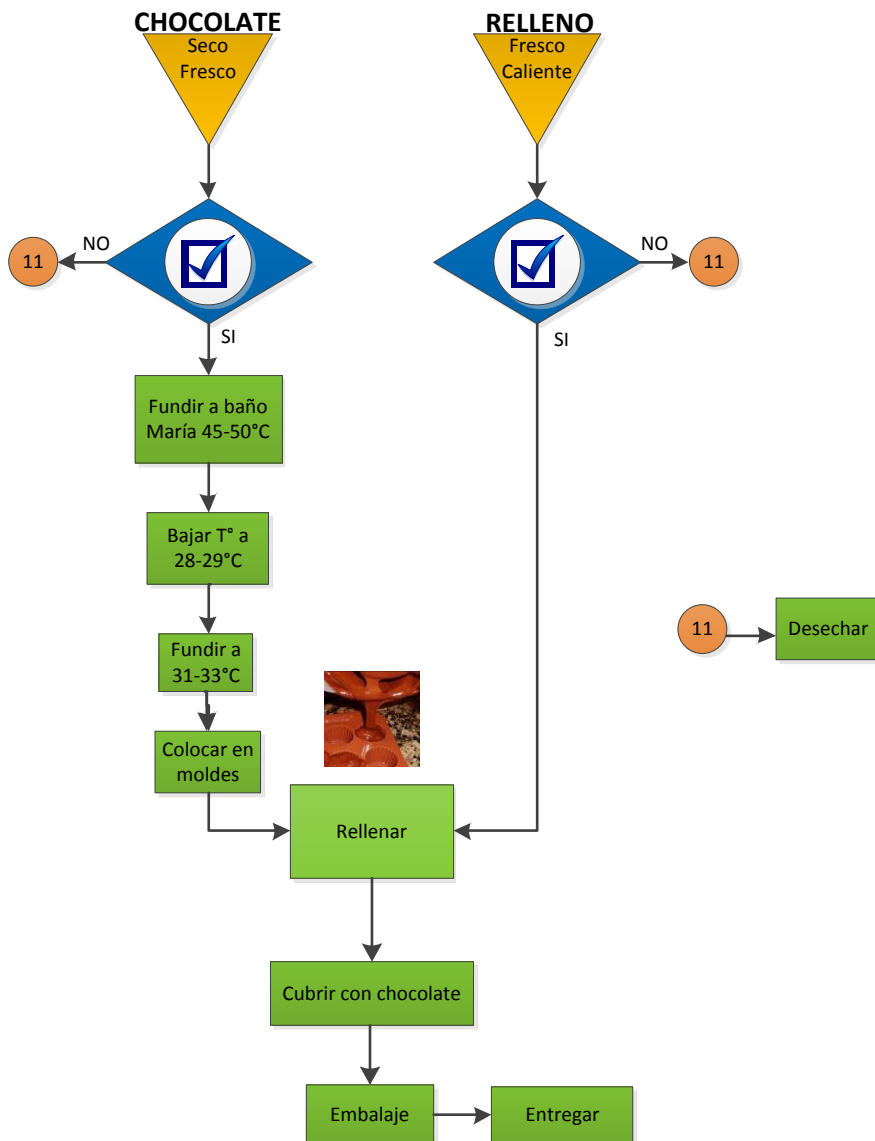 CHOCOLATE
Seco
Fresco
RELLENO
Fresco
Caliente
NO
11
SI
NO
11
SI
Fundir a baño
María 45-50°C
Bajar T° a
28-29°C
Fundir a
31-33°C
Colocar en
moldes
11
Desechar
Rellenar
Cubrir con chocolate
Embalaje
Entregar